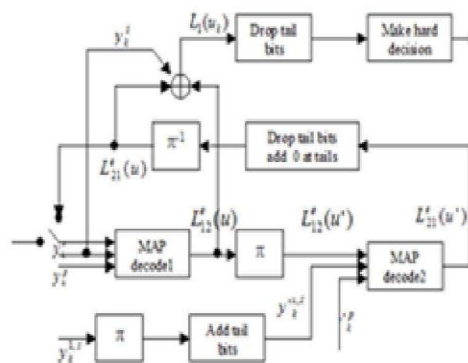 y_k^s
L_1(u_k)
Drop tail
bits
Make hard
decision
π⁻¹
Drop tail bits
add 0 at tails
L_21^e(u)
L_12^e(u)
L_12^e(u')
L_21^e(u')
MAP
decode1
π
MAP
decode2
π
Add tail
bits